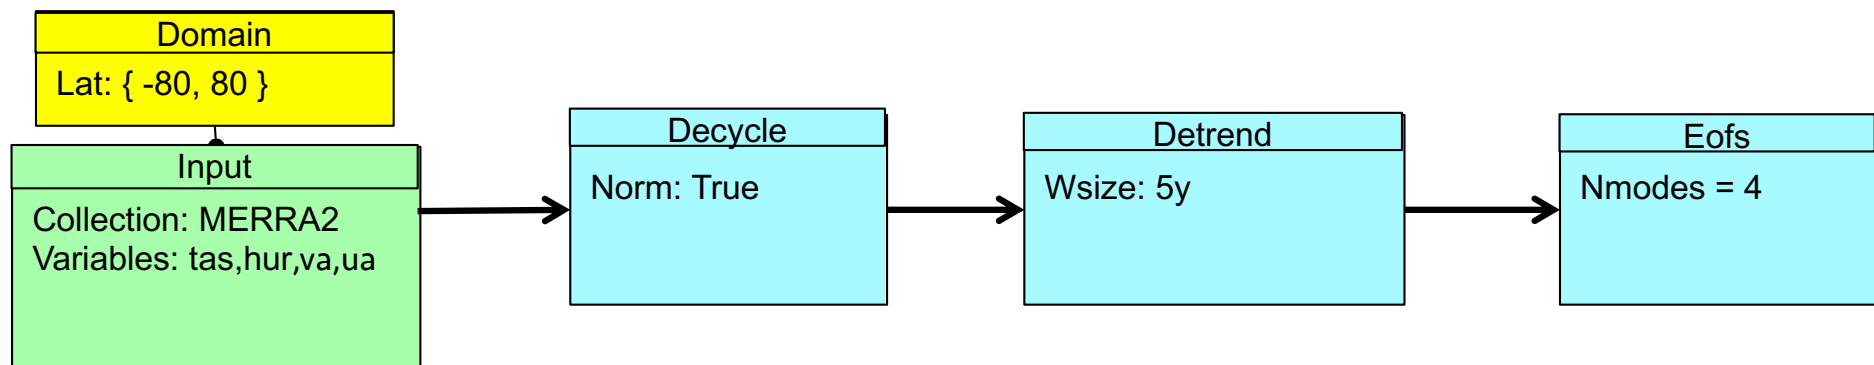 Domain
Lat: { -80, 80 }
Input
Collection: MERRA2
Variables: tas,hur,va,ua
Decycle
Norm: True
Detrend
Wsize: 5y
Eofs
Nmodes = 4